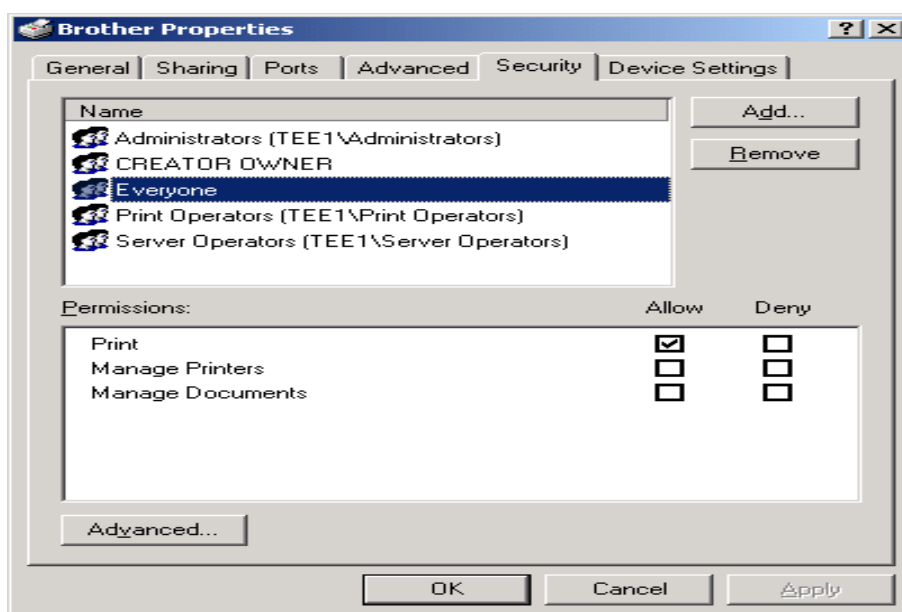 Brother Properties
General Sharing Ports Advanced Security Device Settings
Name
Administrators (TEE1\Administrators)
CREATOR OWNER
Everyone
Print Operators (TEE1\Print Operators)
Server Operators (TEE1\Server Operators)
Add...
Remove
Permissions: Allow Deny
Print
Manage Printers
Manage Documents
Advanced...
OK Cancel Apply